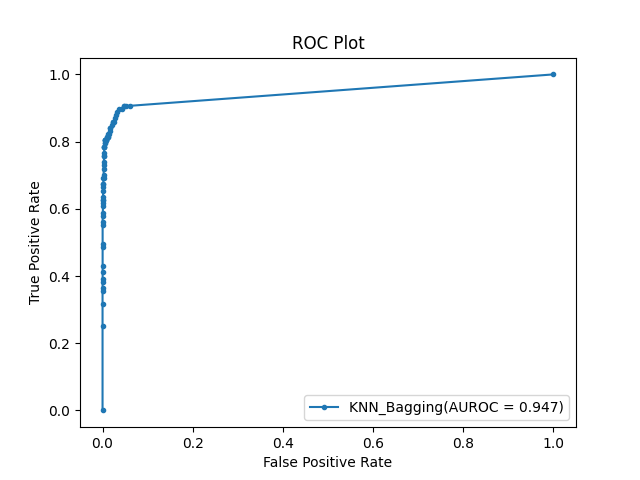 ROC Plot
1.0
0.8
0.6
0.4
0.2
0.0
True Positive Rate
KNN_Bagging(AUROC = 0.947)
0.0 0.2 0.4 0.6 0.8 1.0
False Positive Rate